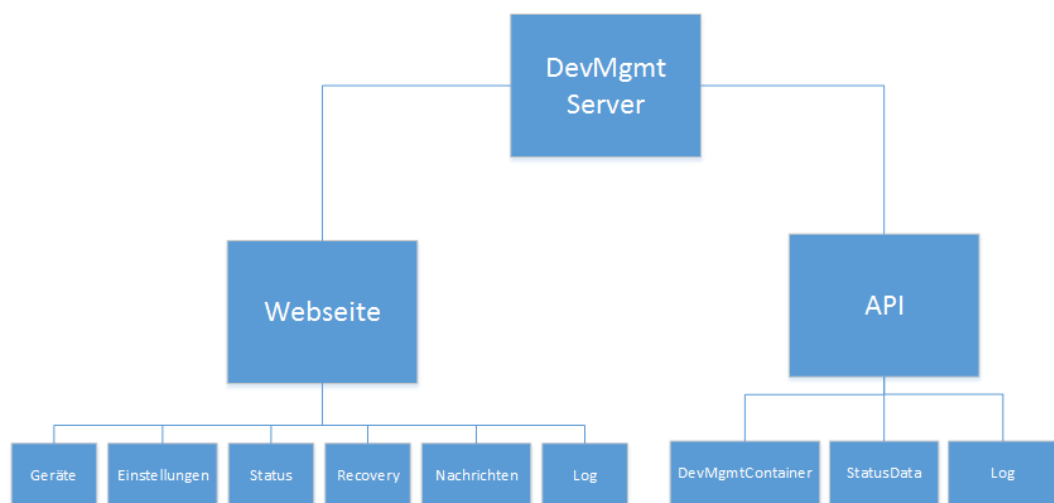 DevMgmt
Server
Webseite
API
Geräte
Einstellungen
Status
Recovery
Nachrichten
Log
DevMgmtContainer
StatusData
Log